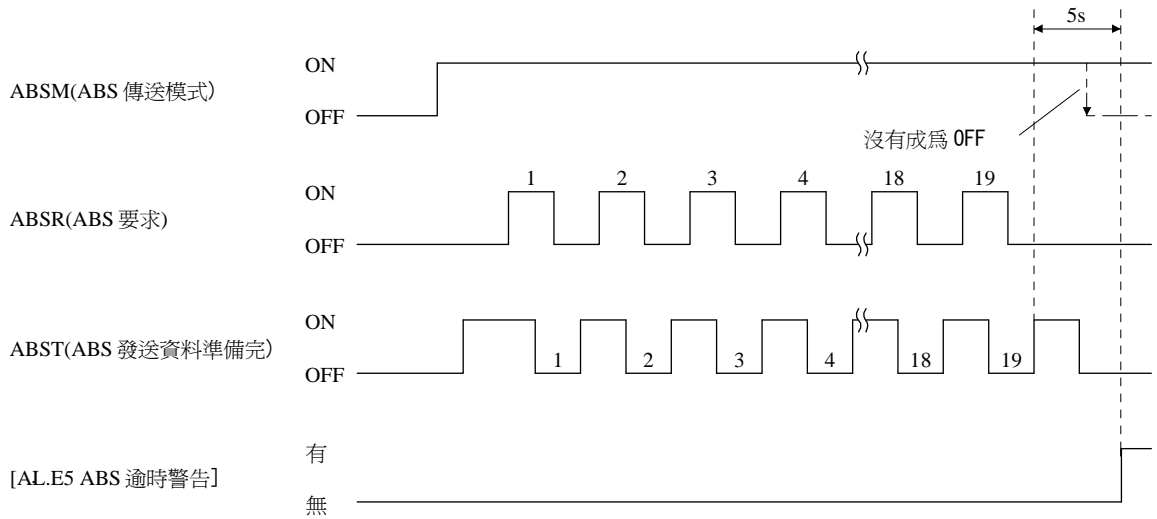 5s
ON
ABSM(ABS 傳送模式)
OFF
沒有成爲 OFF
1 2 3 4 18 19
ON
ABSR(ABS 要求)
OFF
ON
ABST(ABS 發送資料準備完)
OFF
1 2 3 4 18 19
有
[AL.E5 ABS 逾時警告]
無